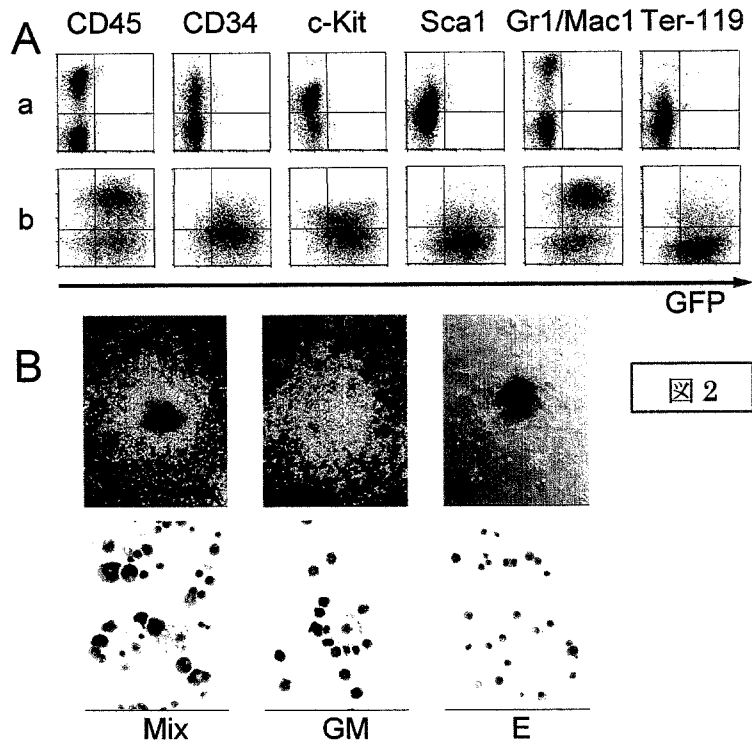 A
CD45 CD34 c-Kit Sca1 Gr1/Mac1 Ter-119
a
b
GFP
B
図 2
Mix GM E